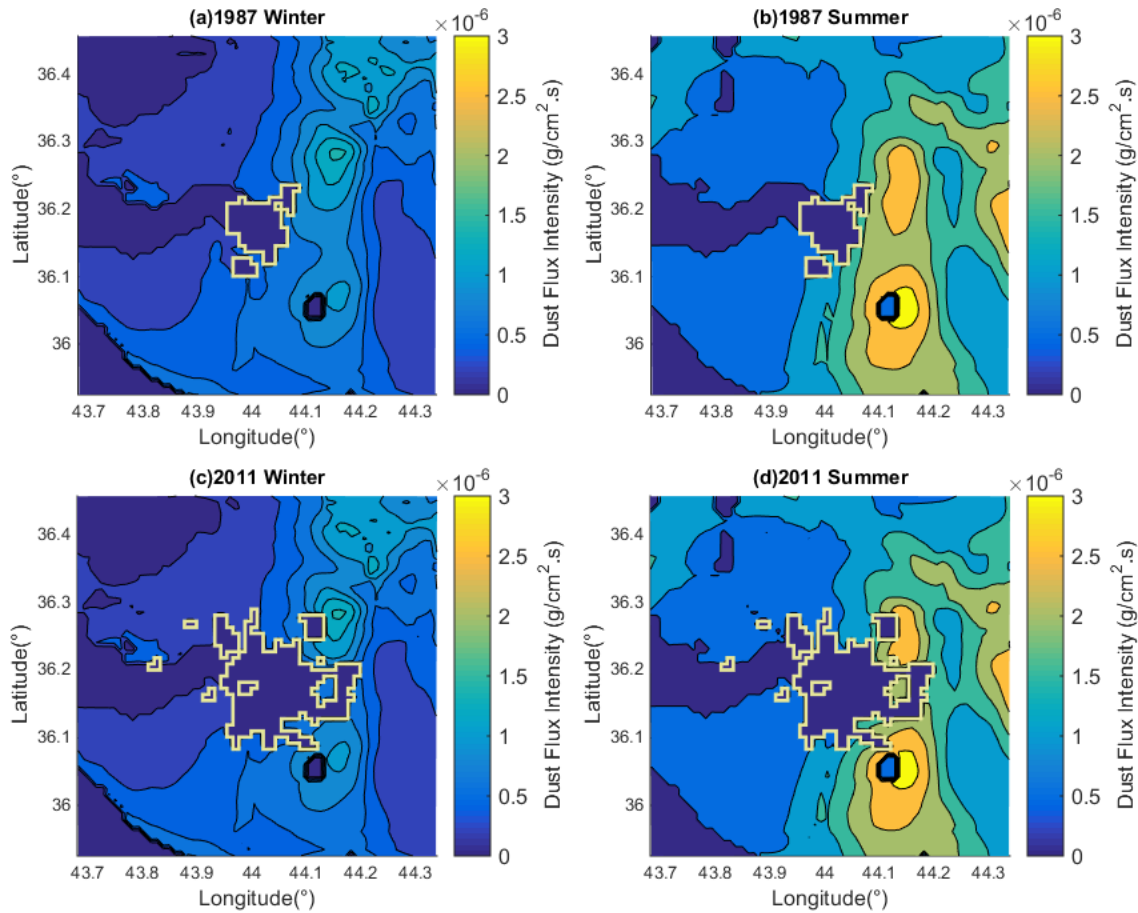 (a)1987 Winter
×10⁻⁶
Latitude(°)
36.4
36.3
36.2
36.1
36
43.7 43.8 43.9 44 44.1 44.2 44.3
Longitude(°)
3
2.5
2
1.5
1
0.5
0
Dust Flux Intensity (g/cm².s)
(b)1987 Summer
×10⁻⁶
Latitude(°)
36.4
36.3
36.2
36.1
36
43.7 43.8 43.9 44 44.1 44.2 44.3
Longitude(°)
3
2.5
2
1.5
1
0.5
0
Dust Flux Intensity (g/cm².s)
(c)2011 Winter
×10⁻⁶
Latitude(°)
36.4
36.3
36.2
36.1
36
43.7 43.8 43.9 44 44.1 44.2 44.3
Longitude(°)
3
2.5
2
1.5
1
0.5
0
Dust Flux Intensity (g/cm².s)
(d)2011 Summer
×10⁻⁶
Latitude(°)
36.4
36.3
36.2
36.1
36
43.7 43.8 43.9 44 44.1 44.2 44.3
Longitude(°)
3
2.5
2
1.5
1
0.5
0
Dust Flux Intensity (g/cm².s)